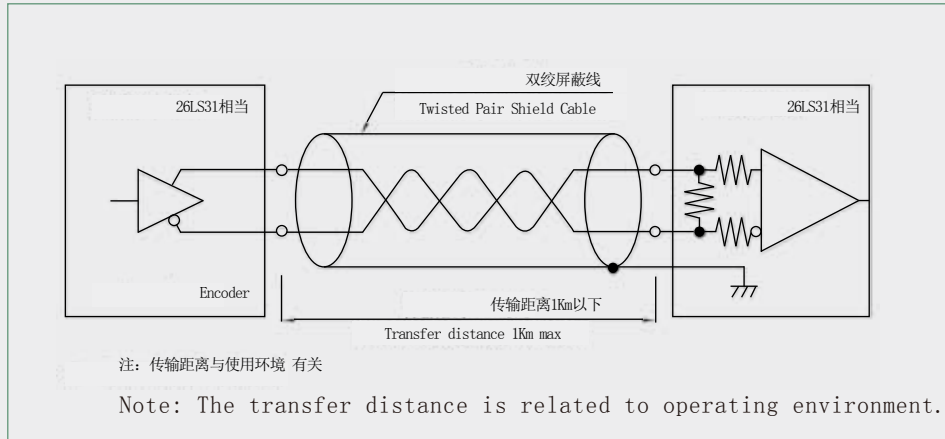 双绞屏蔽线
Twisted Pair Shield Cable
26LS31相当
26LS31相当
Encoder
传输距离1Km以下
Transfer distance 1Km max
注: 传输距离与使用环境 有关
Note: The transfer distance is related to operating environment.